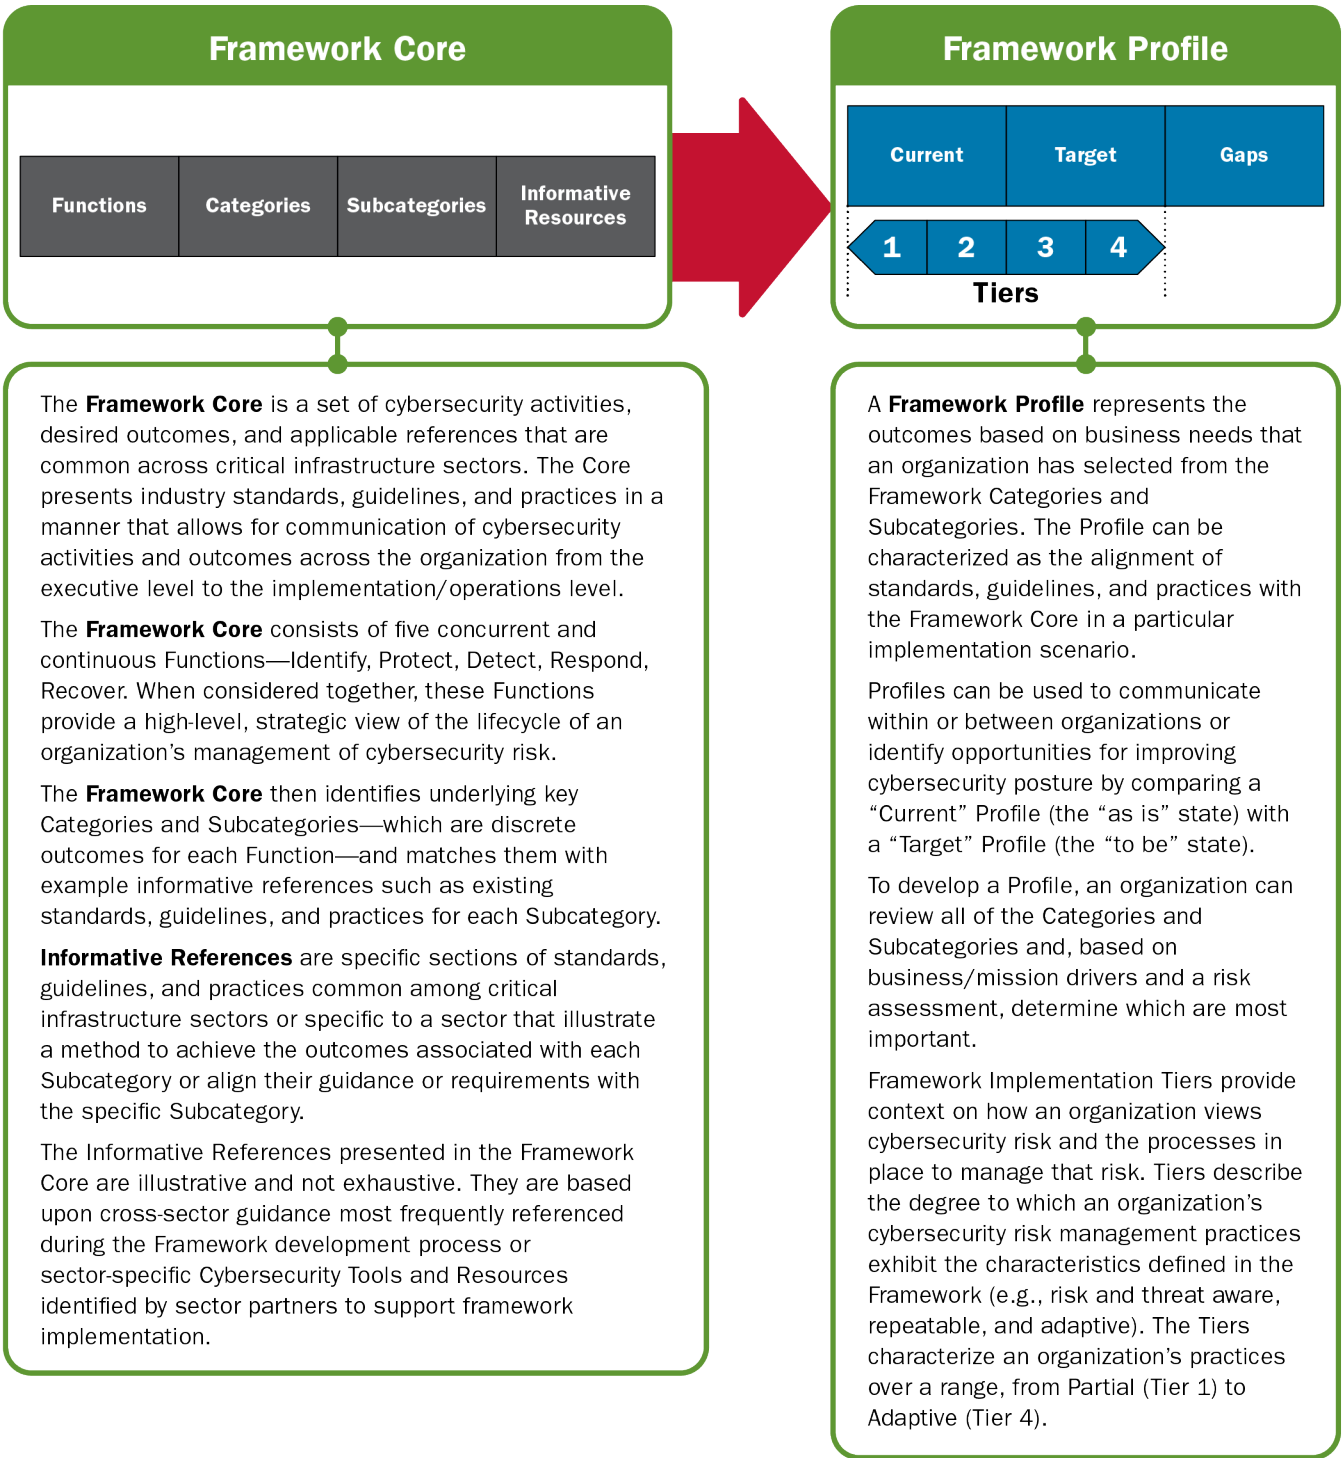 Framework Core
Functions
Categories
Subcategories
Informative
Resources
The Framework Core is a set of cybersecurity activities,
desired outcomes, and applicable references that are
common across critical infrastructure sectors. The Core
presents industry standards, guidelines, and practices in a
manner that allows for communication of cybersecurity
activities and outcomes across the organization from the
executive level to the implementation/operations level.
The Framework Core consists of five concurrent and
continuous Functions—Identify, Protect, Detect, Respond,
Recover. When considered together, these Functions
provide a high-level, strategic view of the lifecycle of an
organization’s management of cybersecurity risk.
The Framework Core then identifies underlying key
Categories and Subcategories—which are discrete
outcomes for each Function—and matches them with
example informative references such as existing
standards, guidelines, and practices for each Subcategory.
Informative References are specific sections of standards,
guidelines, and practices common among critical
infrastructure sectors or specific to a sector that illustrate
a method to achieve the outcomes associated with each
Subcategory or align their guidance or requirements with
the specific Subcategory.
The Informative References presented in the Framework
Core are illustrative and not exhaustive. They are based
upon cross-sector guidance most frequently referenced
during the Framework development process or
sector-specific Cybersecurity Tools and Resources
identified by sector partners to support framework
implementation.
Framework Profile
Current
Target
Gaps
1
2
3
4
Tiers
A Framework Profile represents the
outcomes based on business needs that
an organization has selected from the
Framework Categories and
Subcategories. The Profile can be
characterized as the alignment of
standards, guidelines, and practices with
the Framework Core in a particular
implementation scenario.
Profiles can be used to communicate
within or between organizations or
identify opportunities for improving
cybersecurity posture by comparing a
“Current” Profile (the “as is” state) with
a “Target” Profile (the “to be” state).
To develop a Profile, an organization can
review all of the Categories and
Subcategories and, based on
business/mission drivers and a risk
assessment, determine which are most
important.
Framework Implementation Tiers provide
context on how an organization views
cybersecurity risk and the processes in
place to manage that risk. Tiers describe
the degree to which an organization’s
cybersecurity risk management practices
exhibit the characteristics defined in the
Framework (e.g., risk and threat aware,
repeatable, and adaptive). The Tiers
characterize an organization’s practices
over a range, from Partial (Tier 1) to
Adaptive (Tier 4).